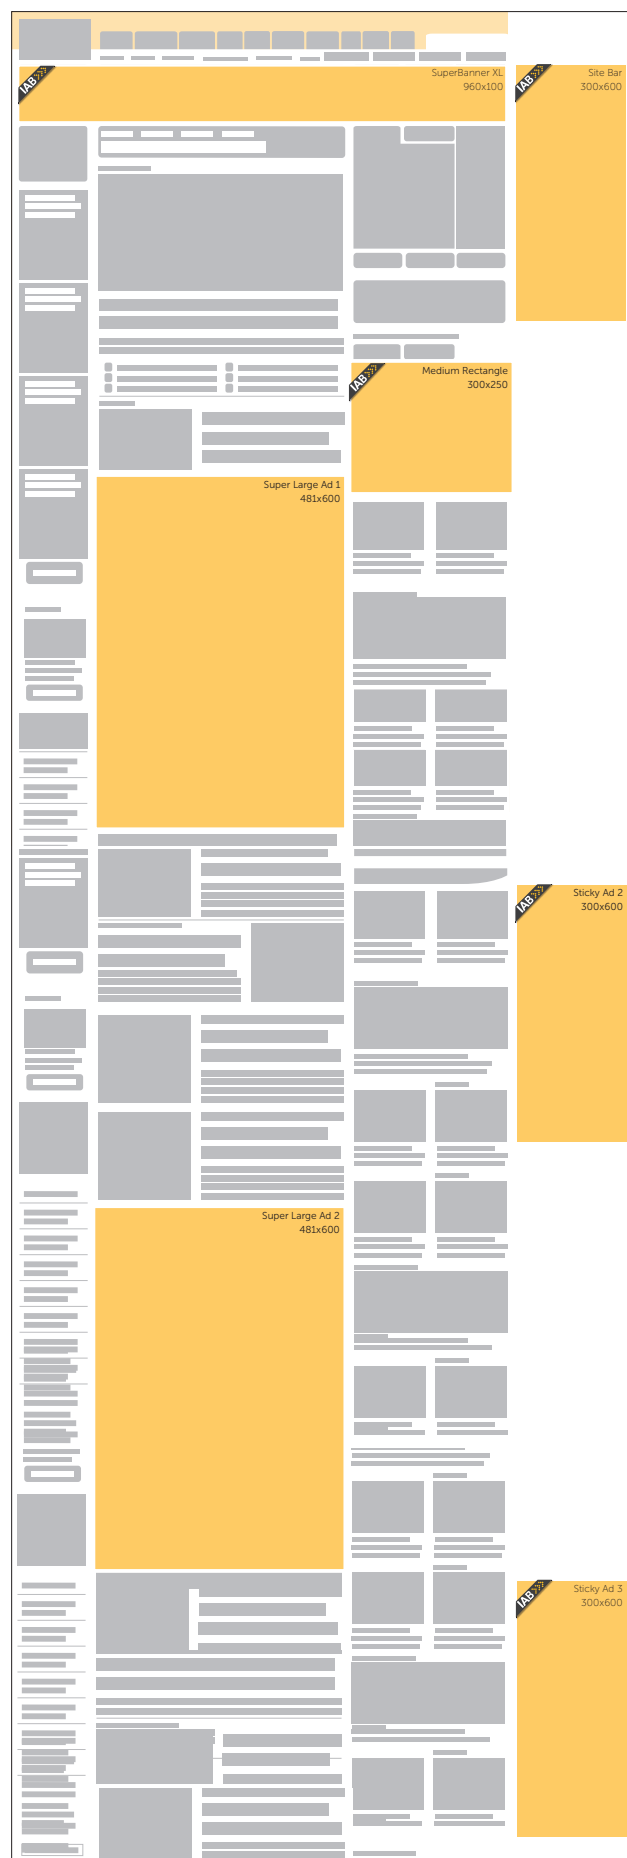 IAB
SuperBanner XL
960x100
IAB
Site Bar
300x600
IAB
Medium Rectangle
300x250
Super Large Ad 1
481x600
IAB
Sticky Ad 2
300x600
Super Large Ad 2
481x600
IAB
Sticky Ad 3
300x600